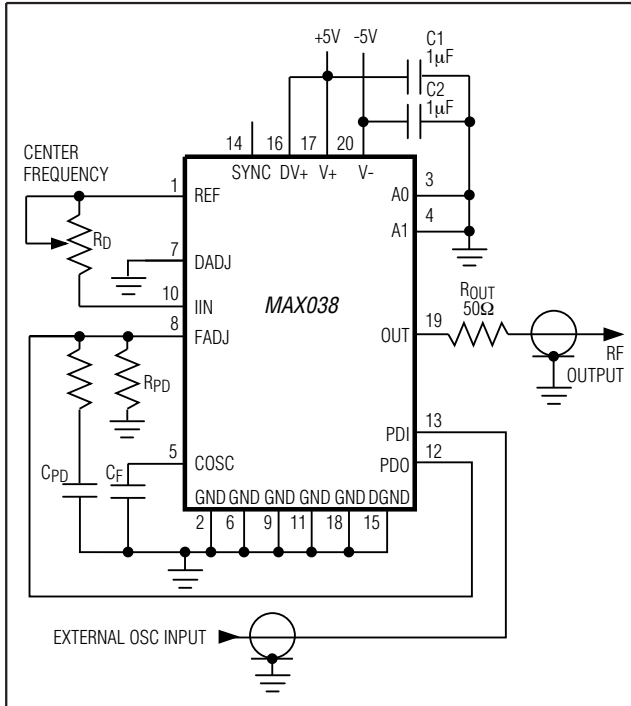 +5V -5V
C1
1µF
C2
1µF
14 16 17 20
SYNC DV+ V+ V-
CENTER
FREQUENCY
1 REF
RD
A0 3
A1 4
7 DADJ
10 IIN
MAX038
8 FADJ
ROUT
50Ω
OUT 19
RF
OUTPUT
RPD
PDI 13
PDO 12
5 COSC
CPD CF
GND GND GND GND GND DGND
2 6 9 11 18 15
EXTERNAL OSC INPUT